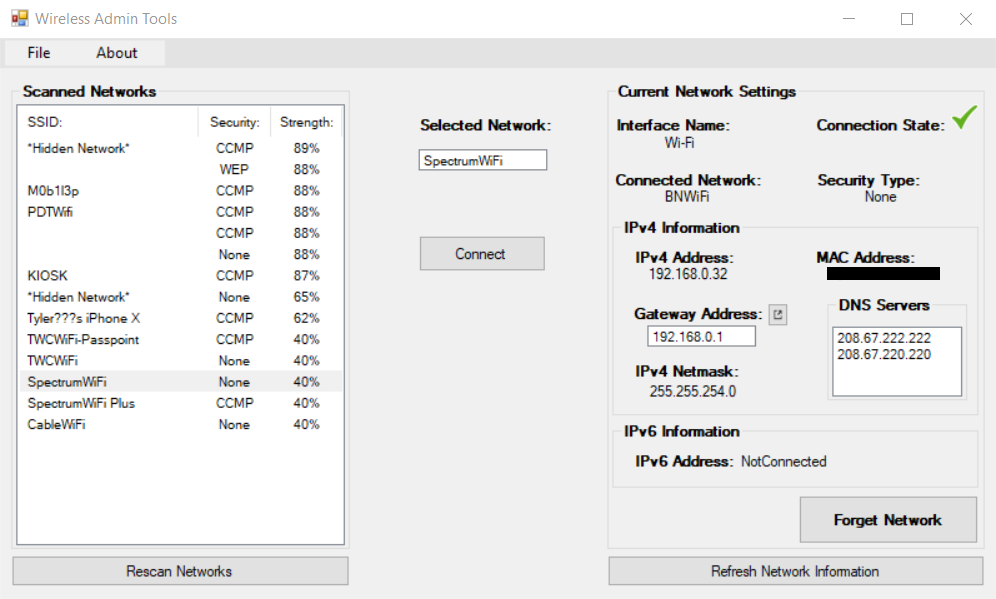 Wireless Admin Tools
File About
Scanned Networks
SSID: Security: Strength:
*Hidden Network* CCMP 89%
WEP 88%
M0b1l3p CCMP 88%
PDTWifi CCMP 88%
CCMP 88%
None 88%
KIOSK CCMP 87%
*Hidden Network* None 65%
Tyler???s iPhone X CCMP 62%
TWCWiFi-Passpoint CCMP 40%
TWCWiFi None 40%
SpectrumWiFi None 40%
SpectrumWiFi Plus CCMP 40%
CableWiFi None 40%
Rescan Networks
Selected Network:
SpectrumWiFi
Connect
Current Network Settings
Interface Name: Connection State:
Wi-Fi
Connected Network: Security Type:
BNWiFi None
IPv4 Information
IPv4 Address: MAC Address:
192.168.0.32
Gateway Address:
192.168.0.1
IPv4 Netmask:
255.255.254.0
DNS Servers
208.67.222.222
208.67.220.220
IPv6 Information
IPv6 Address: NotConnected
Forget Network
Refresh Network Information